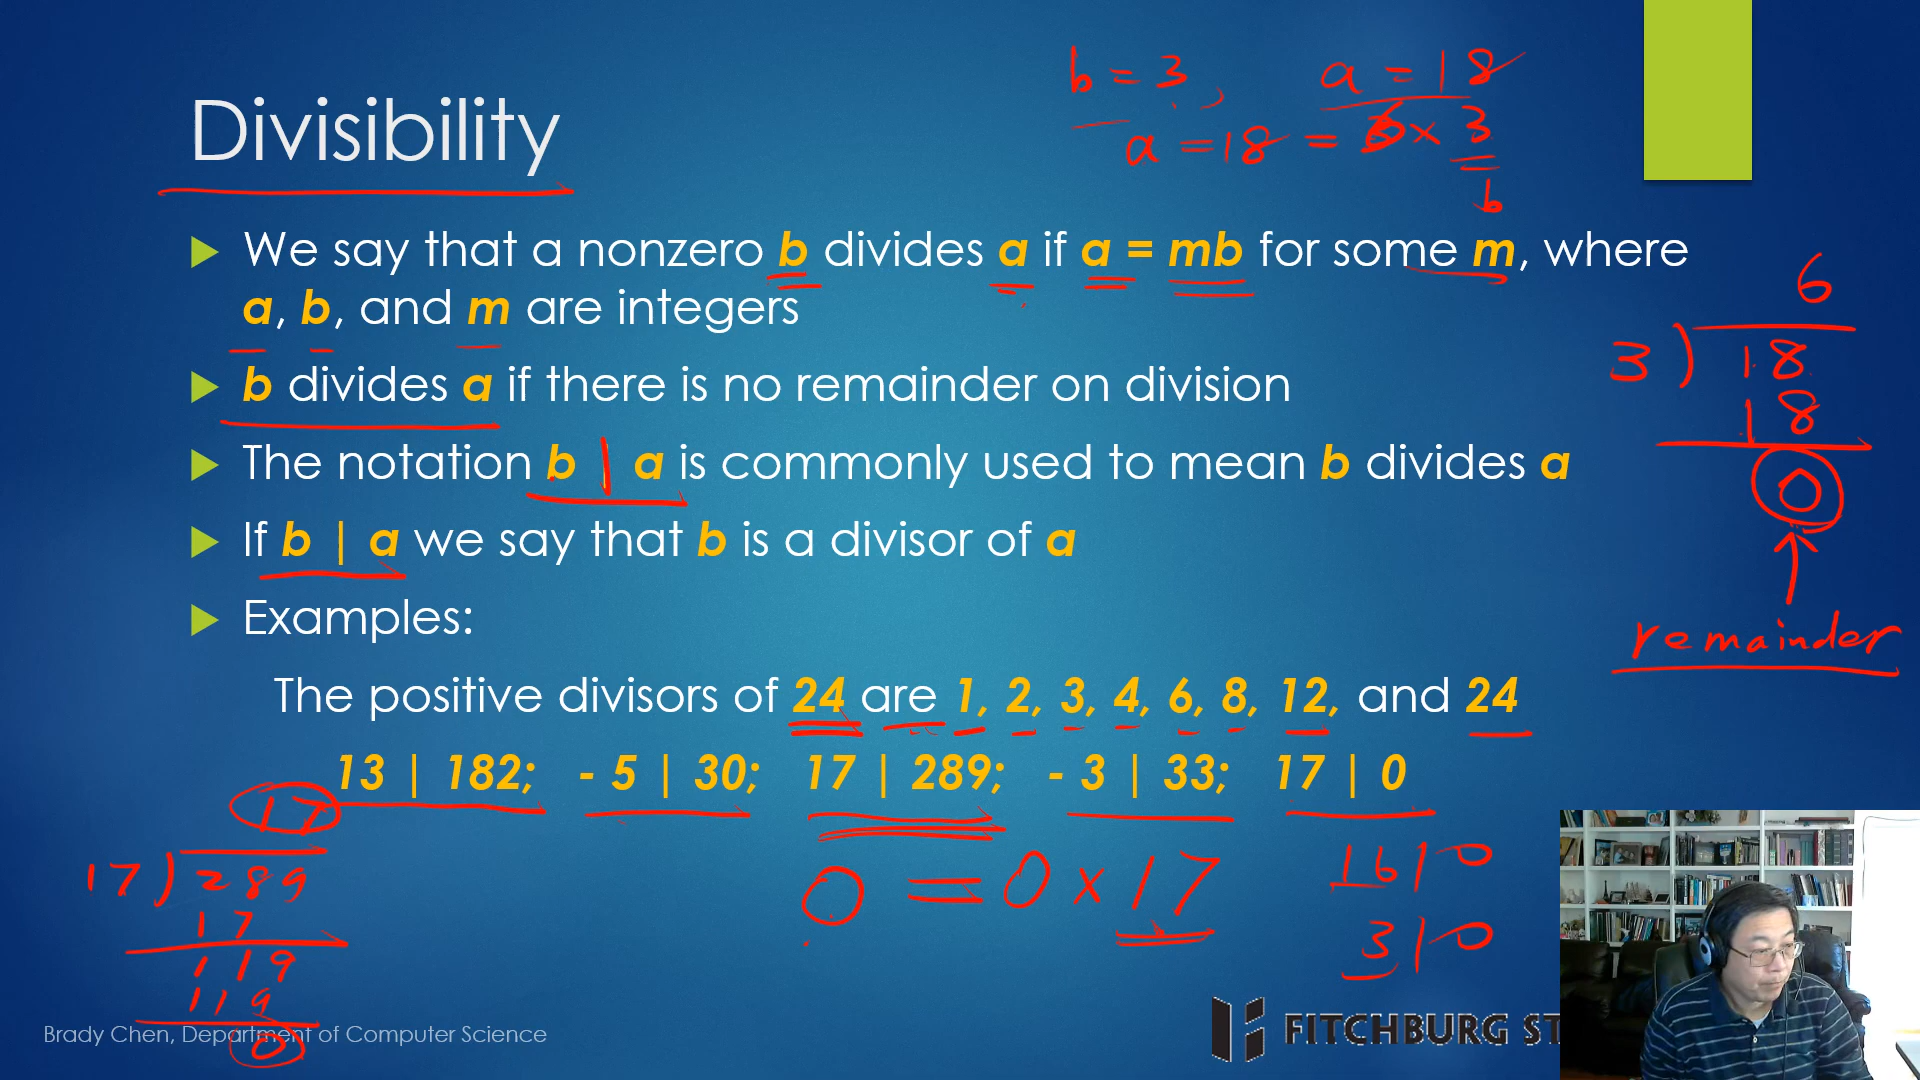 b = 3, a = 18
a = 18 = 6 x 3
b
Divisibility
We say that a nonzero b divides a if a = mb for some m, where
a, b, and m are integers
b divides a if there is no remainder on division
The notation b | a is commonly used to mean b divides a
If b | a we say that b is a divisor of a
Examples:
The positive divisors of 24 are 1, 2, 3, 4, 6, 8, 12, and 24
13 | 182; - 5 | 30; 17 | 289; - 3 | 33; 17 | 0
6
3 ) 18
18
0
remainder
17
17 ) 289
17
119
119
0
0 = 0 x 17
16 | 0
3 | 0
Brady Chen, Department of Computer Science
FITCHBURG ST